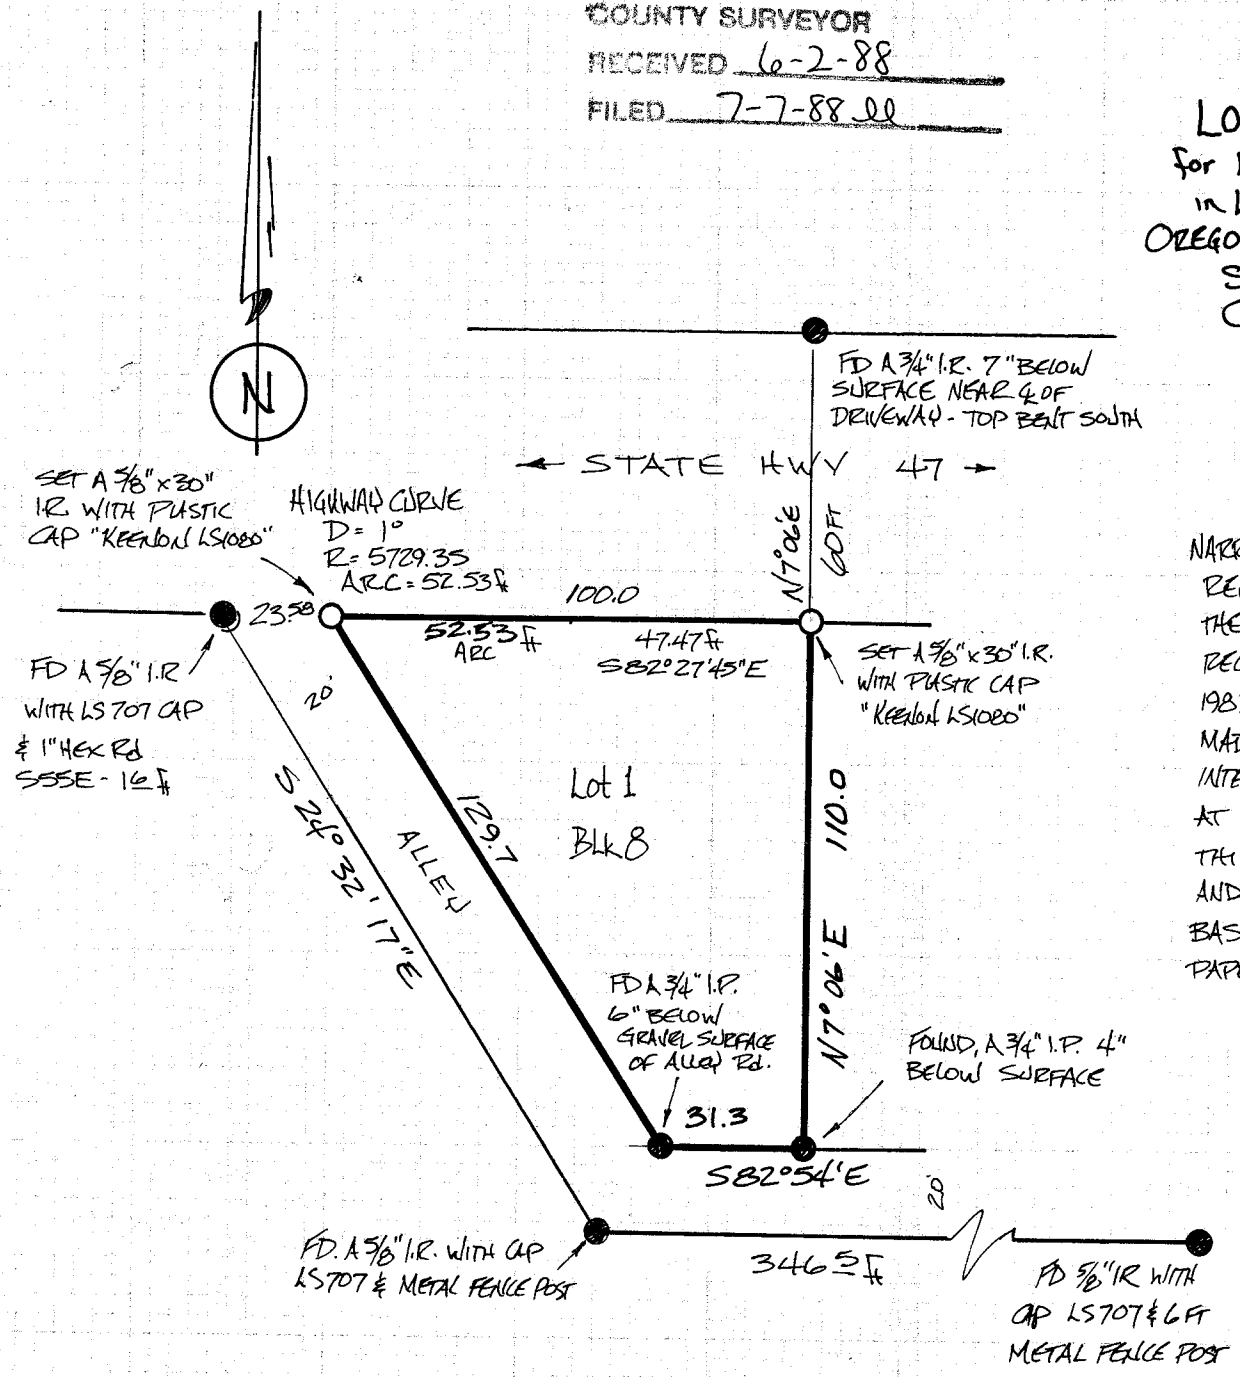 COUNTY SURVEYOR
RECEIVED 6-2-88
FILED 7-7-88 ll
LO
for
in
OREGO
S
C
N
FD A 3/4" I.R. 7" BELOW
SURFACE NEAR ℄ OF
DRIVEWAY - TOP BENT SOUTH
← STATE HWY 47 →
SET A 5/8" x 30"
I.R. WITH PLASTIC
CAP "KEENON LS1080"
HIGHWAY CURVE
D = 1°
R = 5729.35
ARC = 52.53 ft
N7°06'E
60 FT
23.58
100.0
52.53 ft
ARC
47.47 ft
S82°27'45"E
FD A 5/8" I.R
WITH LS 707 CAP
& 1" HEX Rd
S55E - 16 ft
SET A 5/8" x 30" I.R.
WITH PLASTIC CAP
"KEENON LS1080"
20'
S 24° 32' 17" E
ALLEY
129.7
Lot 1
BLK 8
110.0
N7°06'E
FD A 3/4" I.P.
6" BELOW
GRAVEL SURFACE
OF ALLEY Rd.
FOUND, A 3/4" I.P. 4"
BELOW SURFACE
31.3
S82°54'E
20'
FD. A 5/8" I.R. WITH CAP
LS707 & METAL FENCE POST
346.5 ft
FD 5/8" IR WITH
CAP LS707 & 6 FT
METAL FENCE POST
NARR
RE
THE
REC
198
MAD
INTE
AT
TH
AND
BAS
PAP